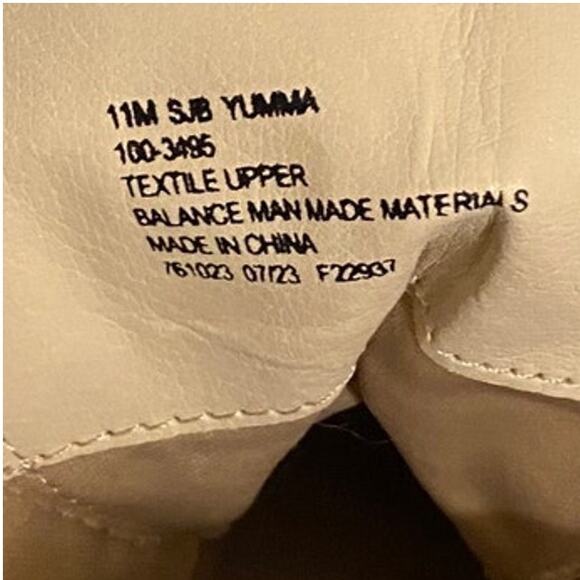 11M SJB YUMMA
100-3495
TEXTILE UPPER
BALANCE MAN MADE MATERIALS
MADE IN CHINA
761023 07/23 F22937